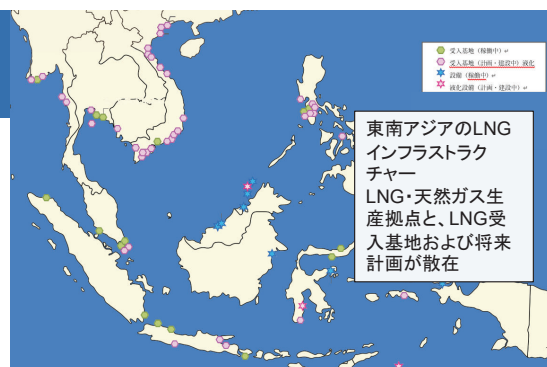 受入基地（稼働中）↵
受入基地（計画・建設中）液化
設備（稼働中）↵
液化設備（計画・建設中）↵
東南アジアのLNG
インフラストラク
チャー
LNG・天然ガス生
産拠点と、LNG受
入基地および将来
計画が散在